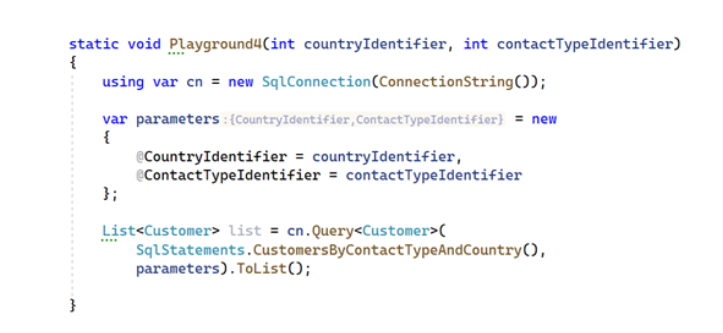 static void Playground4(int countryIdentifier, int contactTypeIdentifier)
{
    using var cn = new SqlConnection(ConnectionString());

    var parameters :{CountryIdentifier,ContactTypeIdentifier} = new
    {
        @CountryIdentifier = countryIdentifier,
        @ContactTypeIdentifier = contactTypeIdentifier
    };

    List<Customer> list = cn.Query<Customer>(
        SqlStatements.CustomersByContactTypeAndCountry(),
        parameters).ToList();

}